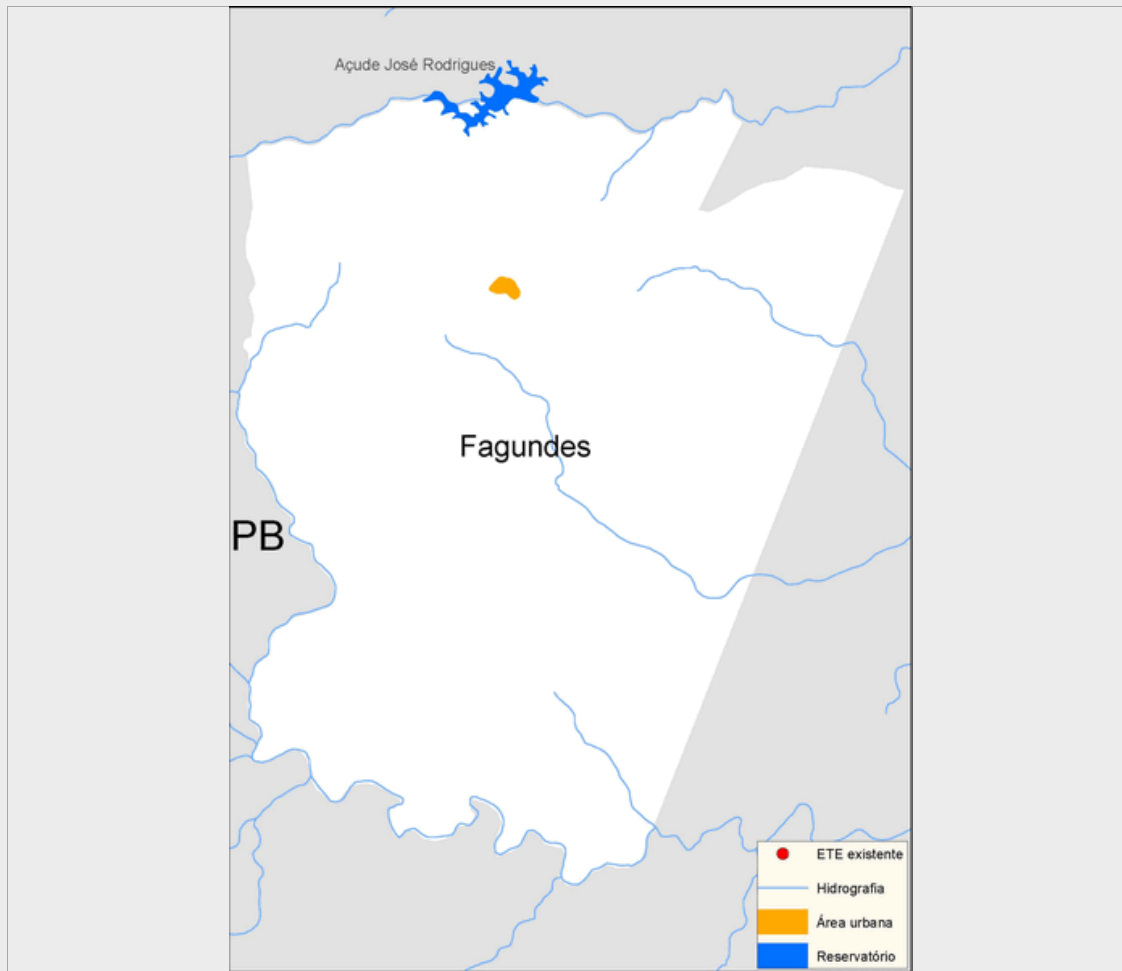 Açude José Rodrigues
Fagundes
PB
ETE existente
Hidrografia
Área urbana
Reservatório